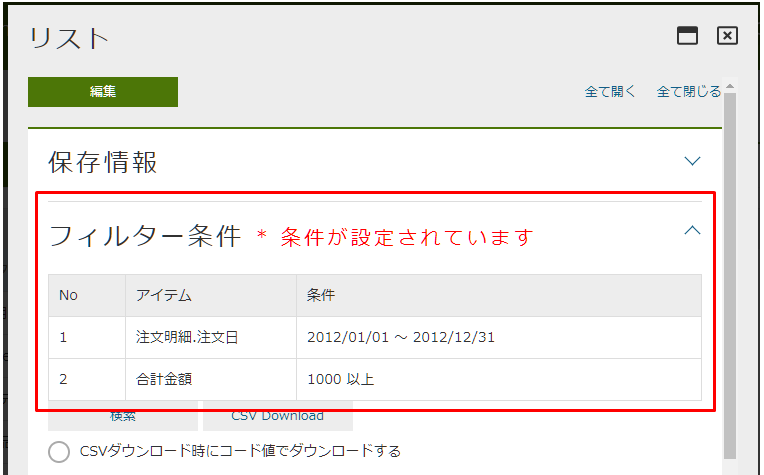 リスト
編集
全て開く 全て閉じる
保存情報
フィルター条件 * 条件が設定されています
No アイテム 条件
1 注文明細.注文日 2012/01/01 ～ 2012/12/31
2 合計金額 1000 以上
検索 CSV Download
CSVダウンロード時にコード値でダウンロードする